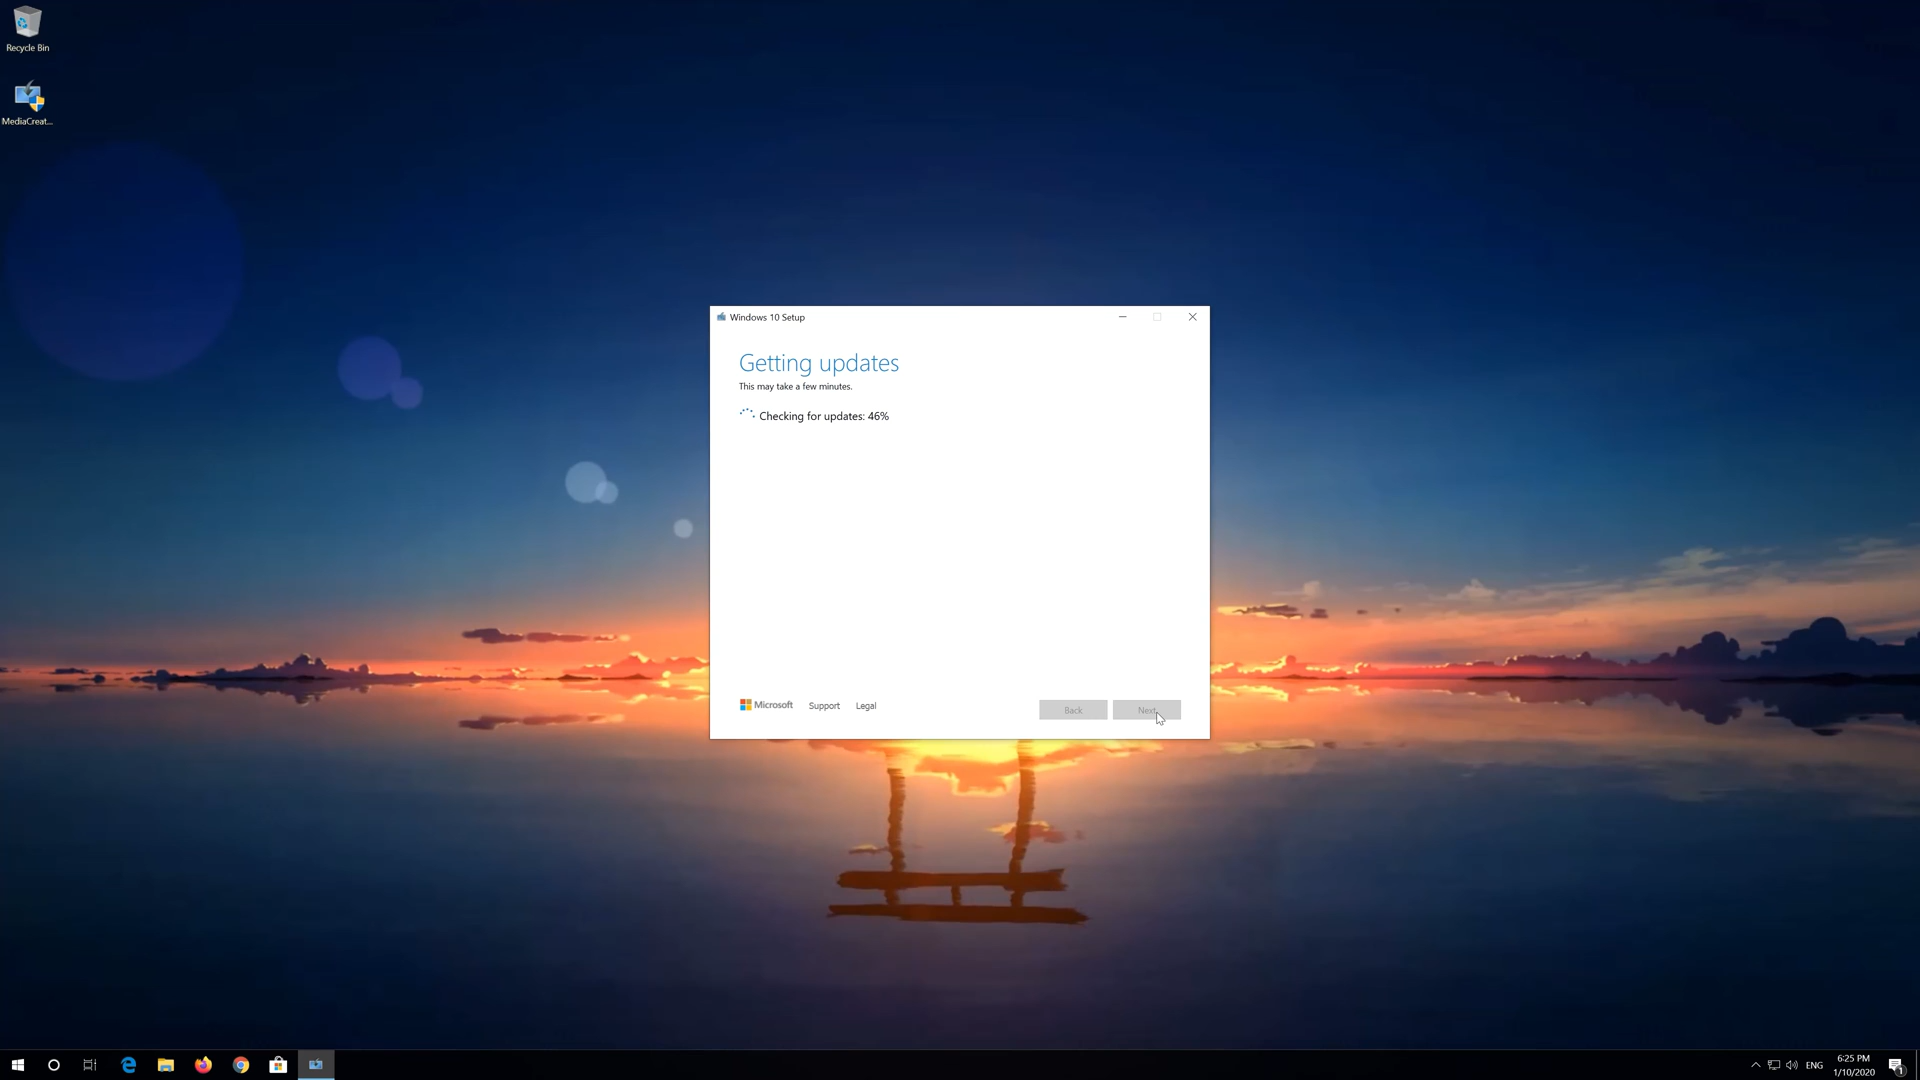 Recycle Bin
MediaCreat...
Windows 10 Setup
Getting updates
This may take a few minutes.
Checking for updates: 46%
Microsoft Support Legal
Back Next
ENG
6:25 PM
1/10/2020
1